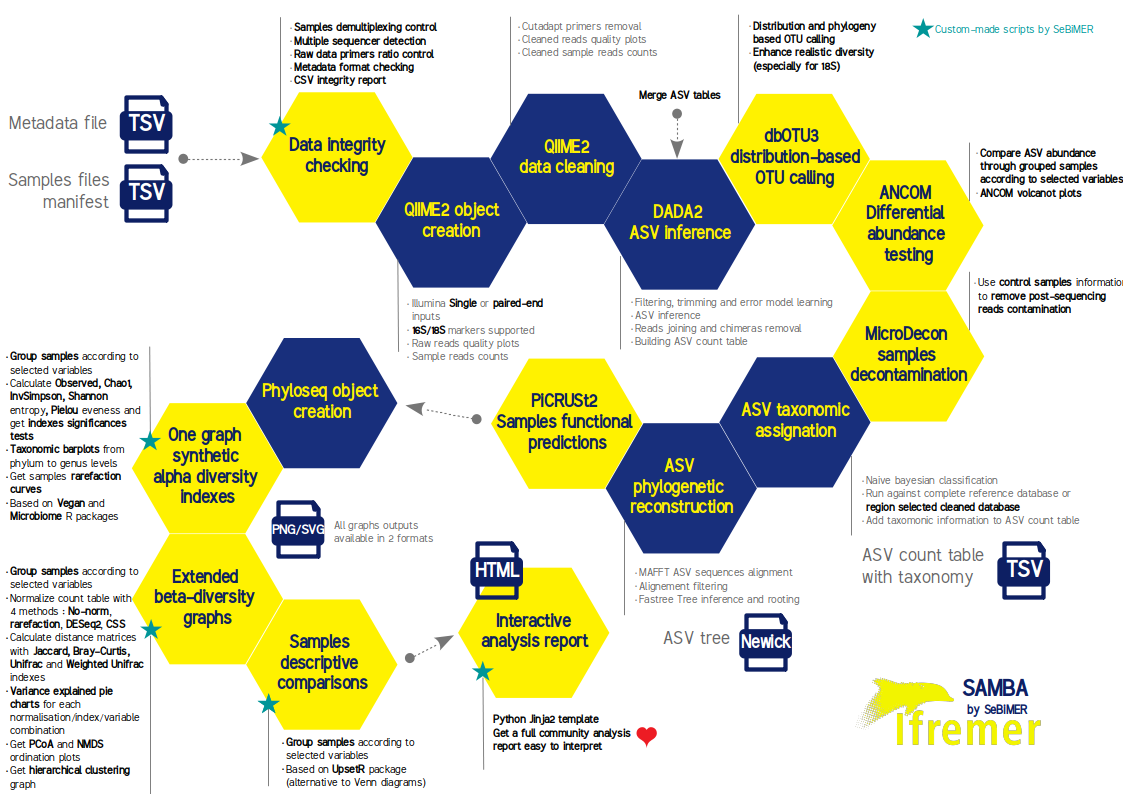 · Samples demultiplexing control
· Multiple sequencer detection
· Raw data primers ratio control
· Metadata format checking
· CSV integrity report
· Cutadapt primers removal
· Cleaned reads quality plots
· Cleaned sample reads counts
· Distribution and phylogeny
based OTU calling
· Enhance realistic diversity
(especially for 18S)
Custom-made scripts by SeBiMER
Metadata file
TSV
Samples files
manifest
TSV
Data integrity
checking
QIIME2 object
creation
QIIME2
data cleaning
Merge ASV tables
DADA2
ASV inference
dbOTU3
distribution-based
OTU calling
ANCOM
Differential
abundance
testing
· Compare ASV abundance
through grouped samples
according to selected variables
· ANCOM volcanot plots
· Illumina Single or paired-end
inputs
· 16S/18S markers supported
· Raw reads quality plots
· Sample reads counts
· Filtering, trimming and error model learning
· ASV inference
· Reads joining and chimeras removal
· Building ASV count table
· Use control samples information
to remove post-sequencing
reads contamination
MicroDecon
samples
decontamination
ASV taxonomic
assignation
· Naive bayesian classification
· Run against complete reference database or
region selected cleaned database
· Add taxomonic information to ASV count table
ASV count table
with taxonomy
TSV
ASV
phylogenetic
reconstruction
· MAFFT ASV sequences alignment
· Alignement filtering
· Fastree Tree inference and rooting
ASV tree
Newick
PICRUSt2
Samples functional
predictions
Phyloseq object
creation
· Group samples according to
selected variables
· Calculate Observed, Chao1,
InvSimpson, Shannon
entropy, Pielou eveness and
get indexes significances
tests
· Taxonomic barplots from
phylum to genus levels
· Get samples rarefaction
curves
· Based on Vegan and
Microbiome R packages
One graph
synthetic
alpha diversity
indexes
PNG/SVG
All graphs outputs
available in 2 formats
· Group samples according to
selected variables
· Normalize count table with
4 methods : No-norm,
rarefaction, DESeq2, CSS
· Calculate distance matrices
with Jaccard, Bray-Curtis,
Unifrac and Weighted Unifrac
indexes
· Variance explained pie
charts for each
normalisation/index/variable
combination
· Get PCoA and NMDS
ordination plots
· Get hierarchical clustering
graph
Extended
beta-diversity
graphs
Samples
descriptive
comparisons
· Group samples according to
selected variables
· Based on UpsetR package
(alternative to Venn diagrams)
HTML
Interactive
analysis report
Python Jinja2 template
Get a full community analysis
report easy to interpret
SAMBA
by SeBiMER
Ifremer